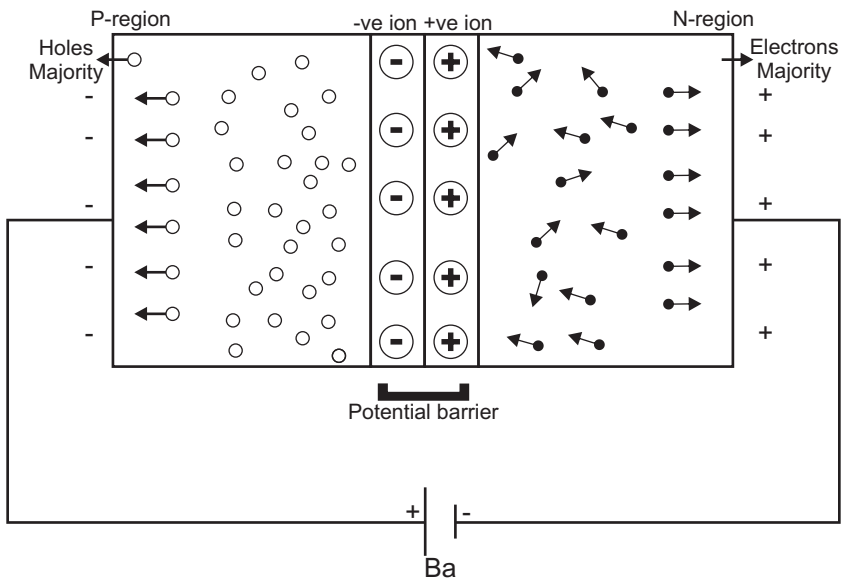 P-region
-ve ion +ve ion
N-region
Holes
Majority
Electrons
Majority
- - - - -
+ + + + +
- +
- +
- +
- +
- +
Potential barrier
+ -
Ba